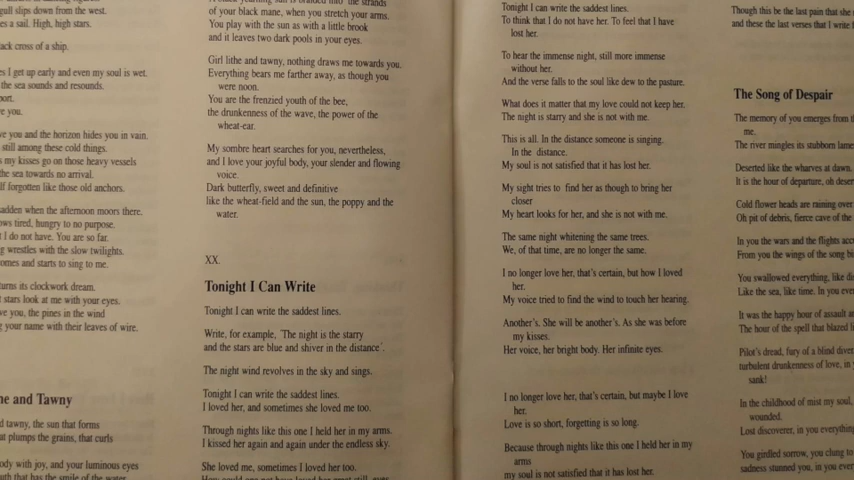 gull slips down from the west.
a sail. High, high stars.
cross of a ship.
I get up early and even my soul is wet.
the sea sounds and resounds.
you.
you and the horizon hides you in vain.
still among these cold things.
my kisses go on those heavy vessels
the sea towards no arrival.
forgotten like those old anchors.
when the afternoon moors there.
tired, hungry to no purpose.
I do not have. You are so far.
wrestles with the slow twilights.
comes and starts to sing to me.
turns its clockwork dream.
stars look at me with your eyes.
you, the pines in the wind
your name with their leaves of wire.
and Tawny
tawny, the sun that forms
plumps the grains, that curls
with joy, and your luminous eyes
that has the smile of the water.
of your black mane, when you stretch your arms.
You play with the sun as with a little brook
and it leaves two dark pools in your eyes.
Girl lithe and tawny, nothing draws me towards you.
Everything bears me farther away, as though you
were noon.
You are the frenzied youth of the bee,
the drunkenness of the wave, the power of the
wheat-ear.
My sombre heart searches for you, nevertheless,
and I love your joyful body, your slender and flowing
voice.
Dark butterfly, sweet and definitive
like the wheat-field and the sun, the poppy and the
water.
XX.
Tonight I Can Write
Tonight I can write the saddest lines.
Write, for example, 'The night is the starry
and the stars are blue and shiver in the distance'.
The night wind revolves in the sky and sings.
Tonight I can write the saddest lines.
I loved her, and sometimes she loved me too.
Through nights like this one I held her in my arms.
I kissed her again and again under the endless sky.
She loved me, sometimes I loved her too.
Tonight I can write the saddest lines.
To think that I do not have her. To feel that I have
lost her.
To hear the immense night, still more immense
without her.
And the verse falls to the soul like dew to the pasture.
What does it matter that my love could not keep her.
The night is starry and she is not with me.
This is all. In the distance someone is singing.
In the distance.
My soul is not satisfied that it has lost her.
My sight tries to find her as though to bring her
closer
My heart looks for her, and she is not with me.
The same night whitening the same trees.
We, of that time, are no longer the same.
I no longer love her, that's certain, but how I loved
her.
My voice tried to find the wind to touch her hearing.
Another's. She will be another's. As she was before
my kisses.
Her voice, her bright body. Her infinite eyes.
I no longer love her, that's certain, but maybe I love
her.
Love is so short, forgetting is so long.
Because through nights like this one I held her in my
arms
my soul is not satisfied that it has lost her.
Though this be the last pain that she
and these the last verses that I write
The Song of Despair
The memory of you emerges from
me.
The river mingles its stubborn
Deserted like the wharves at dawn.
It is the hour of departure, oh
Cold flower heads are raining over
Oh pit of debris, fierce cave of the
In you the wars and the flights
From you the wings of the song
You swallowed everything, like
Like the sea, like time. In you
It was the happy hour of assault
The hour of the spell that blazed
Pilot's dread, fury of a blind
turbulent drunkenness of love, in
sank!
In the childhood of mist my soul,
wounded.
Lost discoverer, in you
You girdled sorrow, you clung to
sadness stunned you, in you